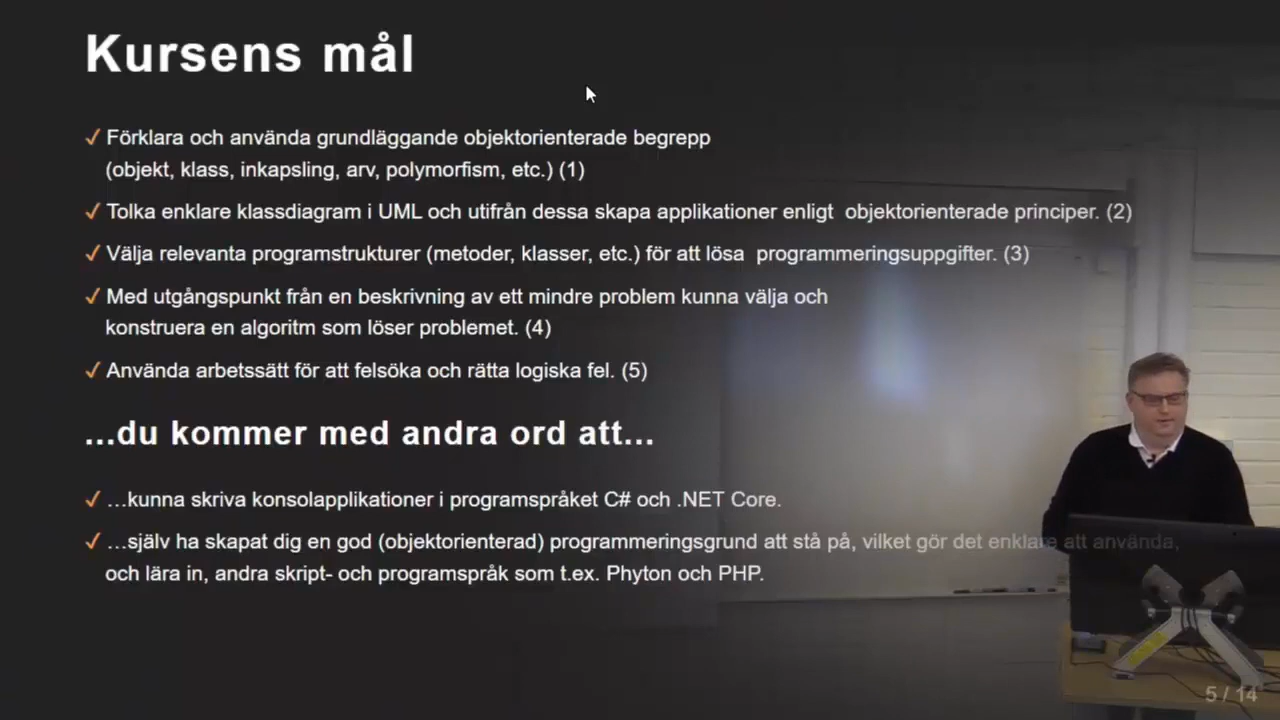 Kursens mål
✓ Förklara och använda grundläggande objektorienterade begrepp
(objekt, klass, inkapsling, arv, polymorfism, etc.) (1)
✓ Tolka enklare klassdiagram i UML och utifrån dessa skapa applikationer enligt  objektorienterade principer. (2)
✓ Välja relevanta programstrukturer (metoder, klasser, etc.) för att lösa  programmeringsuppgifter. (3)
✓ Med utgångspunkt från en beskrivning av ett mindre problem kunna välja och
konstruera en algoritm som löser problemet. (4)
✓ Använda arbetssätt för att felsöka och rätta logiska fel. (5)
...du kommer med andra ord att...
✓ ...kunna skriva konsolapplikationer i programspråket C# och .NET Core.
✓ ...själv ha skapat dig en god (objektorienterad) programmeringsgrund att stå på, vilket gör det enklare att använda,
och lära in, andra skript- och programspråk som t.ex. Phyton och PHP.
5 / 14